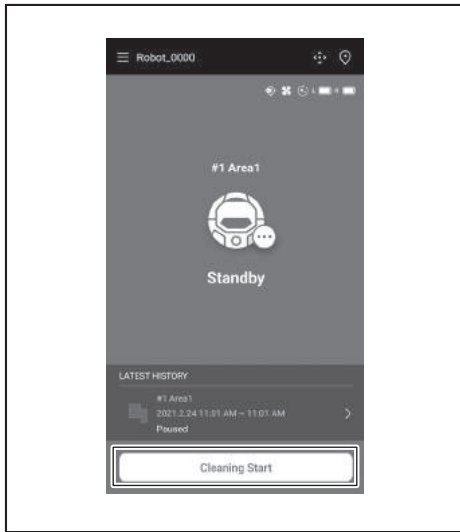 Robot_0000
#1 Area1
Standby
LATEST HISTORY
#1 Area1
2021.2.24 11:01 AM ~ 11:01 AM
Paused
Cleaning Start